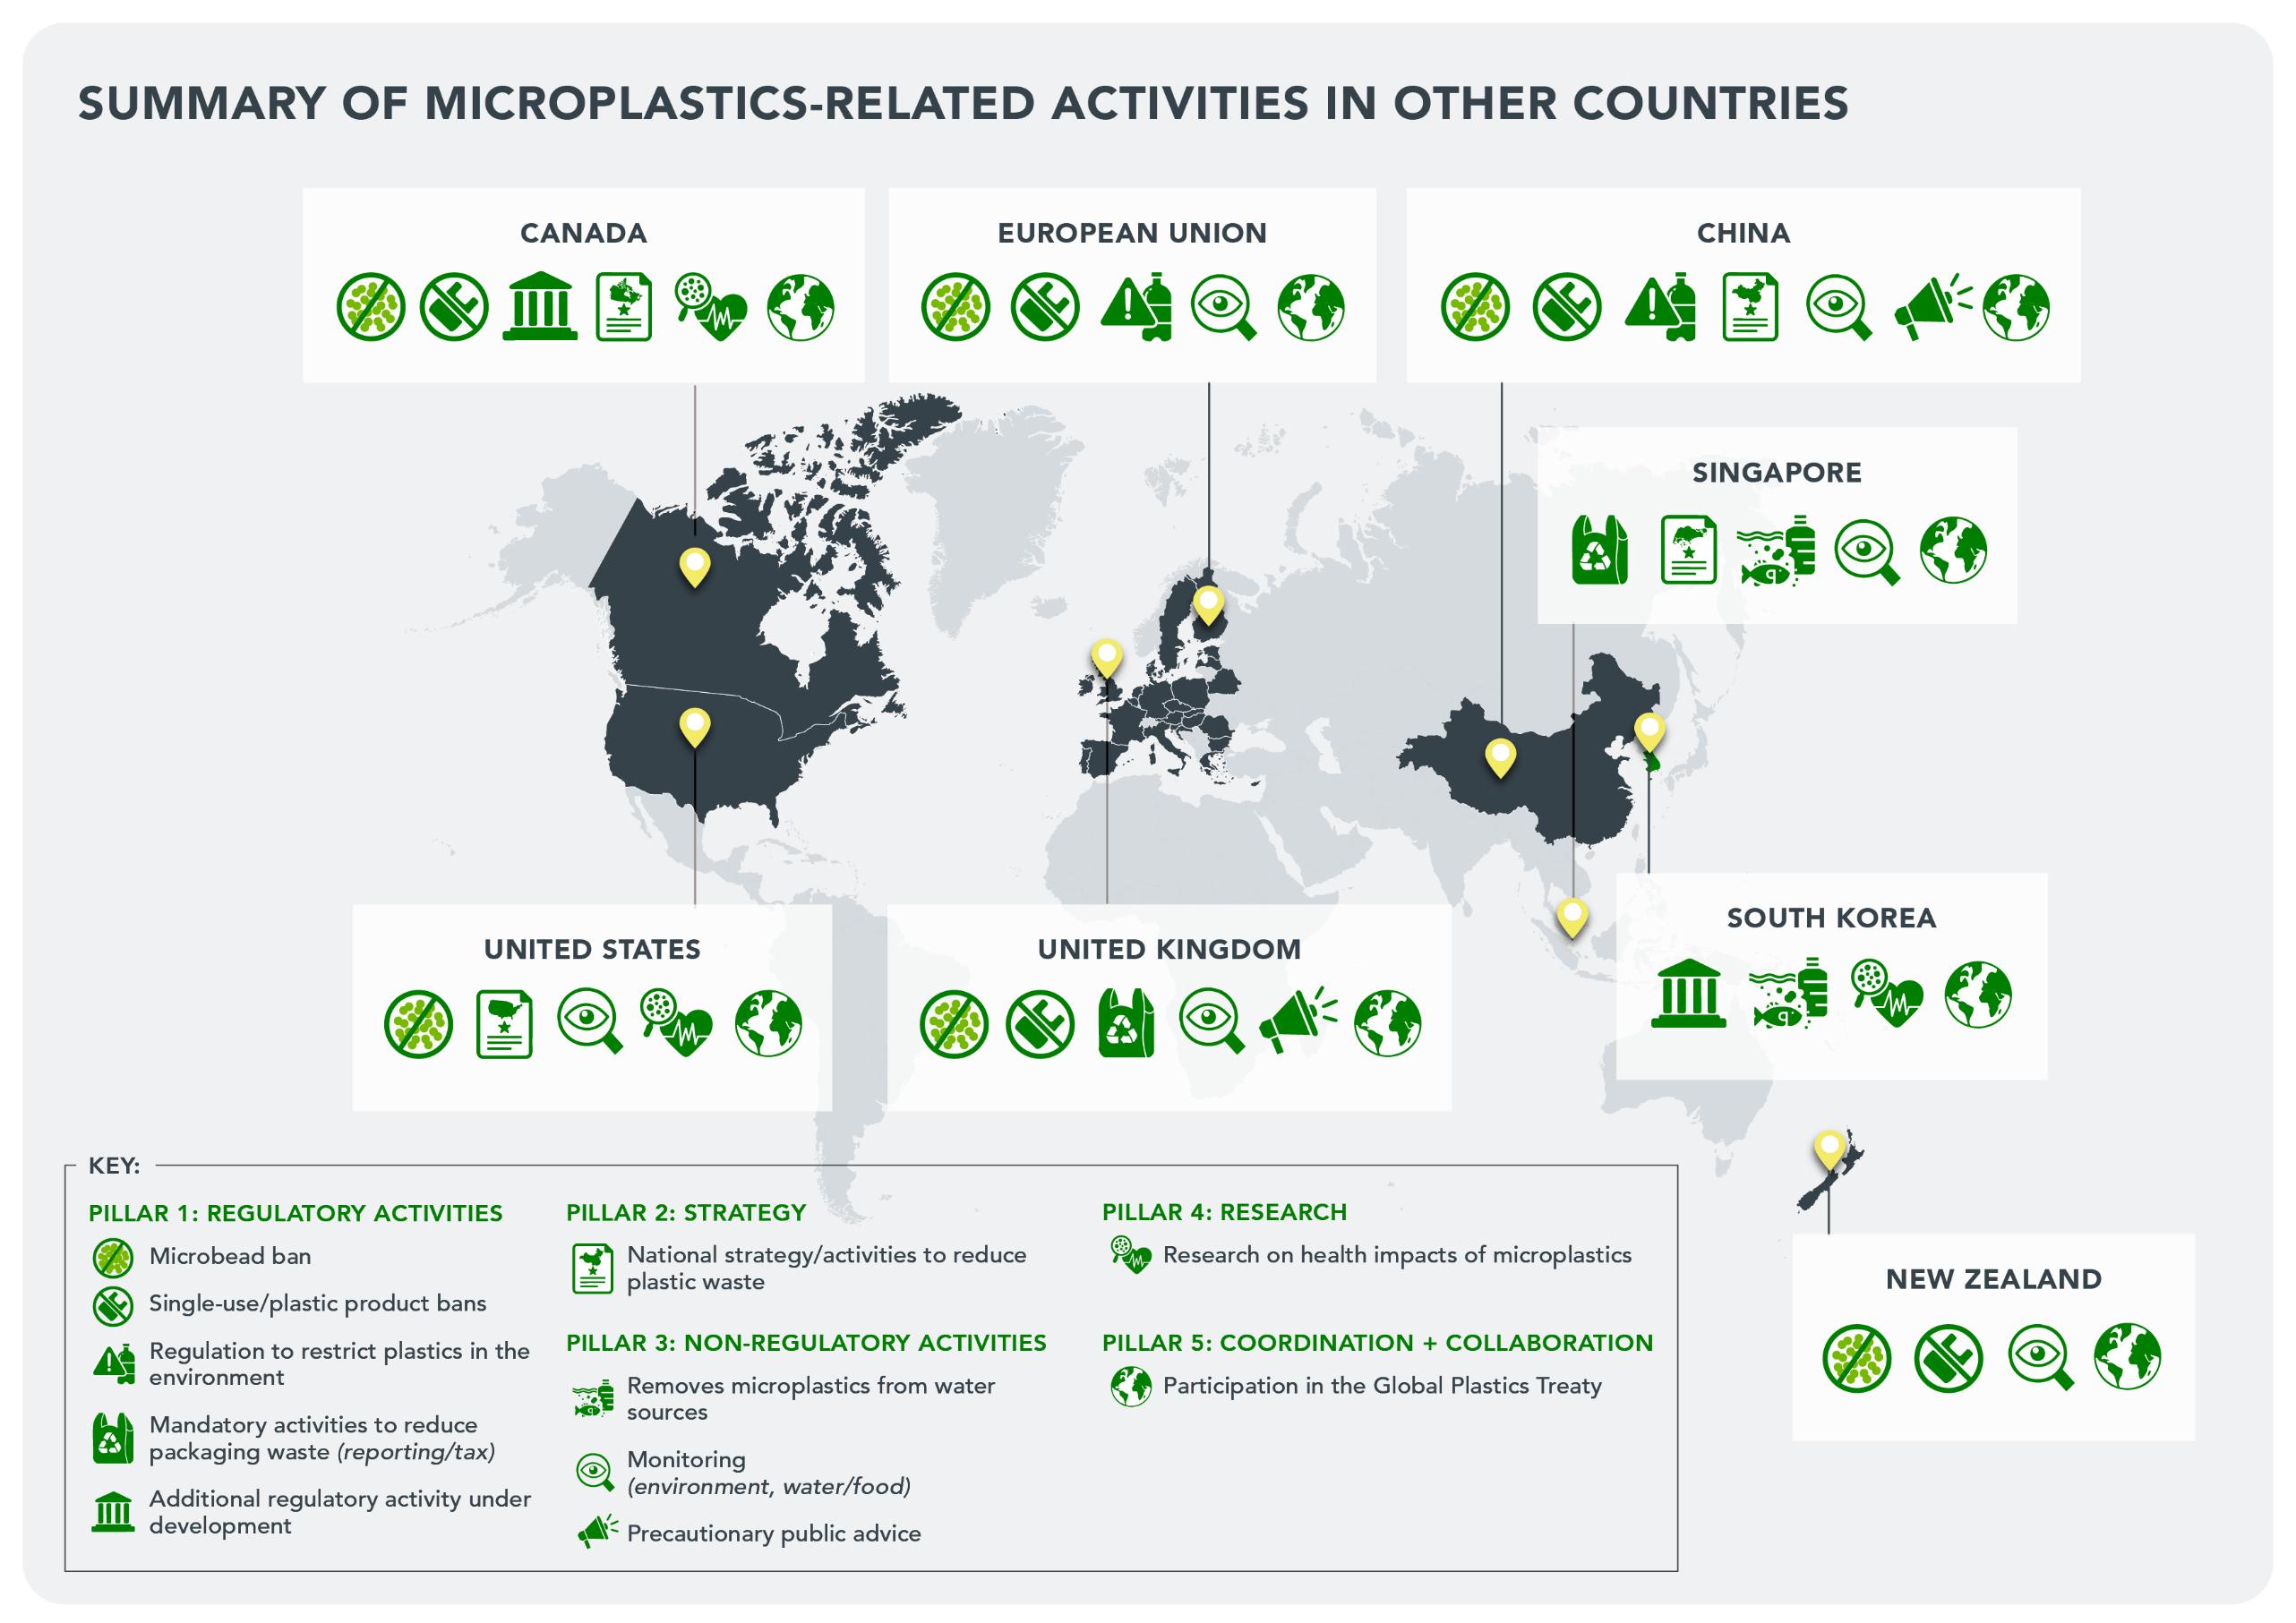 SUMMARY OF MICROPLASTICS-RELATED ACTIVITIES IN OTHER COUNTRIES
CANADA
EUROPEAN UNION
CHINA
SINGAPORE
UNITED STATES
UNITED KINGDOM
SOUTH KOREA
NEW ZEALAND
KEY:
PILLAR 1: REGULATORY ACTIVITIES
Microbead ban
Single-use/plastic product bans
Regulation to restrict plastics in the
environment
Mandatory activities to reduce
packaging waste (reporting/tax)
Additional regulatory activity under
development
PILLAR 2: STRATEGY
National strategy/activities to reduce
plastic waste
PILLAR 3: NON-REGULATORY ACTIVITIES
Removes microplastics from water
sources
Monitoring
(environment, water/food)
Precautionary public advice
PILLAR 4: RESEARCH
Research on health impacts of microplastics
PILLAR 5: COORDINATION + COLLABORATION
Participation in the Global Plastics Treaty